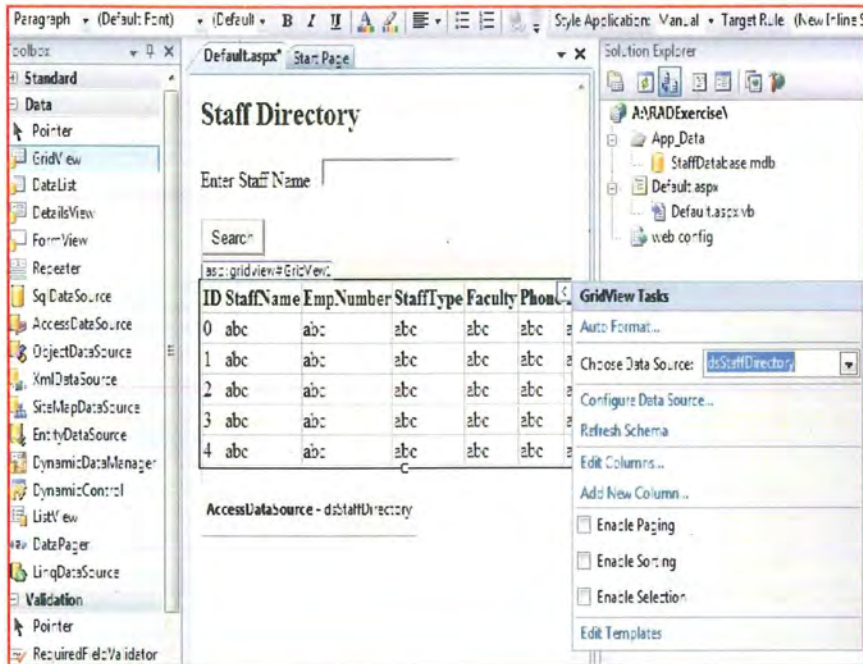 Paragraph (Default Font) (Default B I U A Style Application: Manual Target Rule (New Inline S
Toolbox
Standard
Data
Pointer
GridView
DataList
DetailsView
FormView
Repeater
SqlDataSource
AccessDataSource
ObjectDataSource
XmlDataSource
SiteMapDataSource
EntityDataSource
DynamicDataManager
DynamicControl
ListView
DataPager
LinqDataSource
Validation
Pointer
RequiredFieldValidator
Default.aspx* Start Page
Staff Directory
Enter Staff Name
Search
asp:gridview#GridView1
ID StaffName EmpNumber StaffType Faculty Phon
0 abc abc abc abc abc a
1 abc abc abc abc abc a
2 abc abc abc abc abc a
3 abc abc abc abc abc a
4 abc abc abc abc abc a
AccessDataSource - dsStaffDirectory
Solution Explorer
A:\RADExercise\
App_Data
StaffDatabase.mdb
Default.aspx
Default.aspx.vb
web.config
GridView Tasks
Auto Format...
Choose Data Source: dsStaffDirectory
Configure Data Source...
Refresh Schema
Edit Columns...
Add New Column...
Enable Paging
Enable Sorting
Enable Selection
Edit Templates